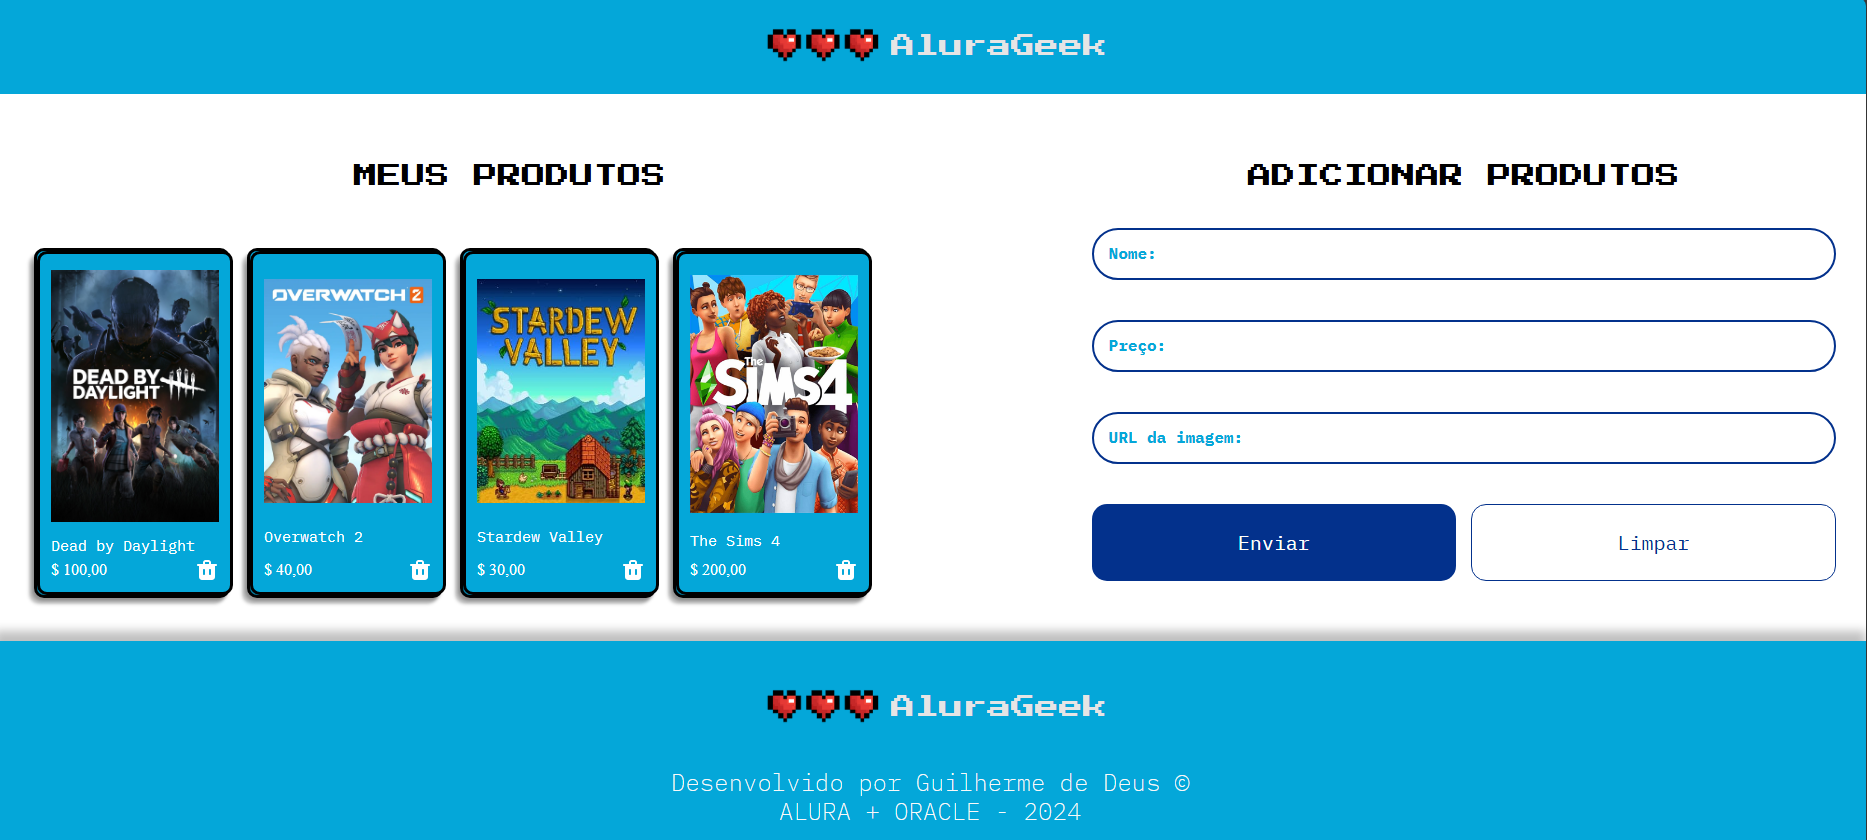 AluraGeek
MEUS PRODUTOS
DEAD BY
DAYLIGHT
Dead by Daylight
$ 100,00
OVERWATCH 2
Overwatch 2
$ 40,00
STARDEW
VALLEY
Stardew Valley
$ 30,00
The
SIMS 4
The Sims 4
$ 200,00
ADICIONAR PRODUTOS
Nome:
Preço:
URL da imagem:
Enviar
Limpar
AluraGeek
Desenvolvido por Guilherme de Deus ©
ALURA + ORACLE - 2024